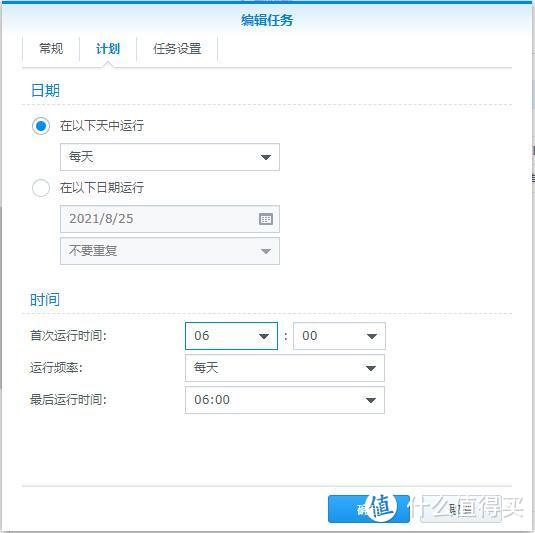 编辑任务
常规 计划 任务设置
日期
在以下天中运行
每天
在以下日期运行
2021/8/25
不要重复
时间
首次运行时间: 06 : 00
运行频率: 每天
最后运行时间: 06:00
值 什么值得买